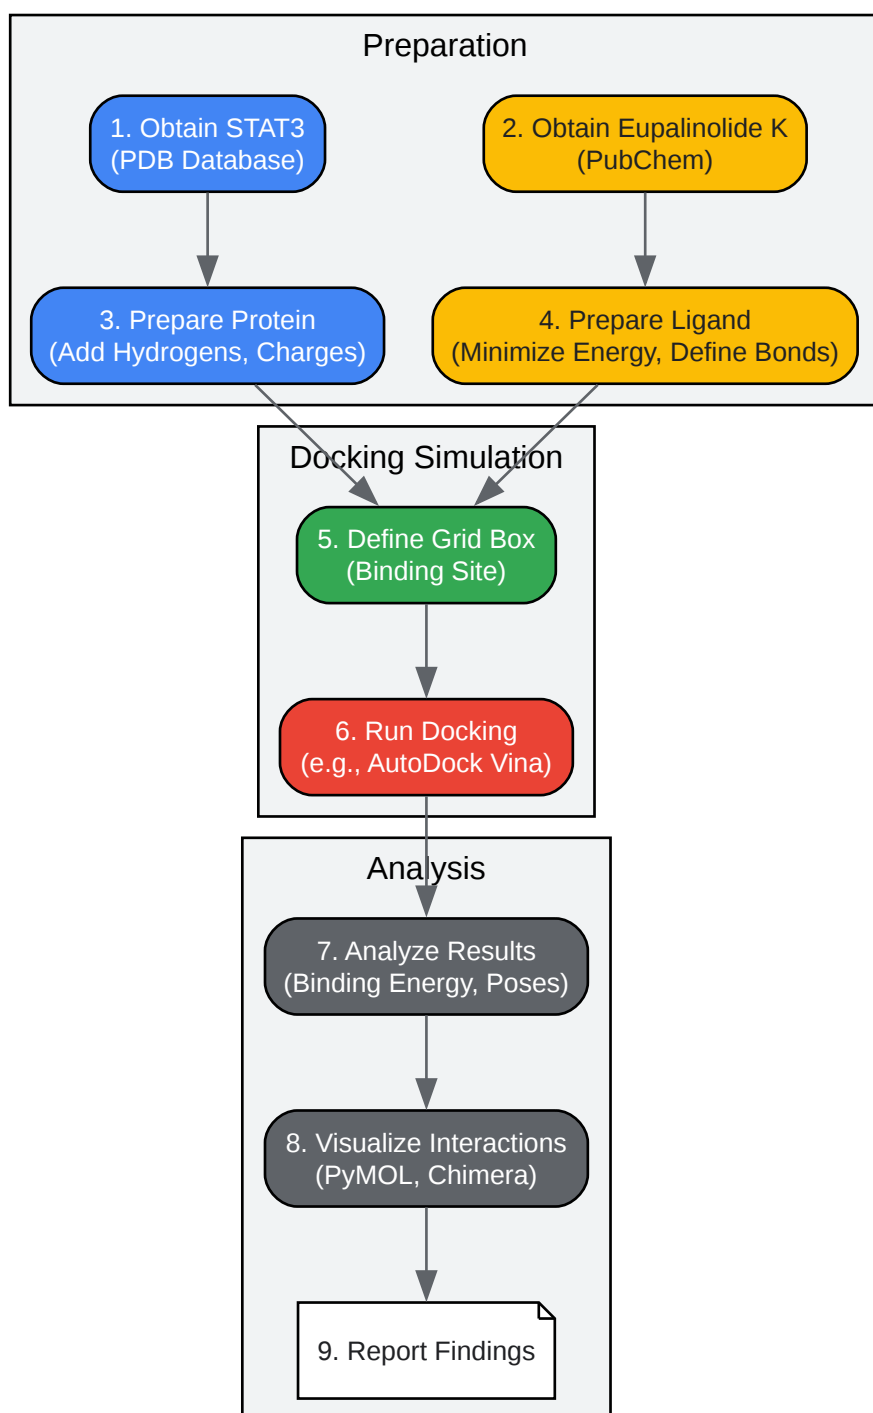 Preparation
1. Obtain STAT3
(PDB Database)
2. Obtain Eupalinolide K
(PubChem)
3. Prepare Protein
(Add Hydrogens, Charges)
4. Prepare Ligand
(Minimize Energy, Define Bonds)
Docking Simulation
5. Define Grid Box
(Binding Site)
6. Run Docking
(e.g., AutoDock Vina)
Analysis
7. Analyze Results
(Binding Energy, Poses)
8. Visualize Interactions
(PyMOL, Chimera)
9. Report Findings